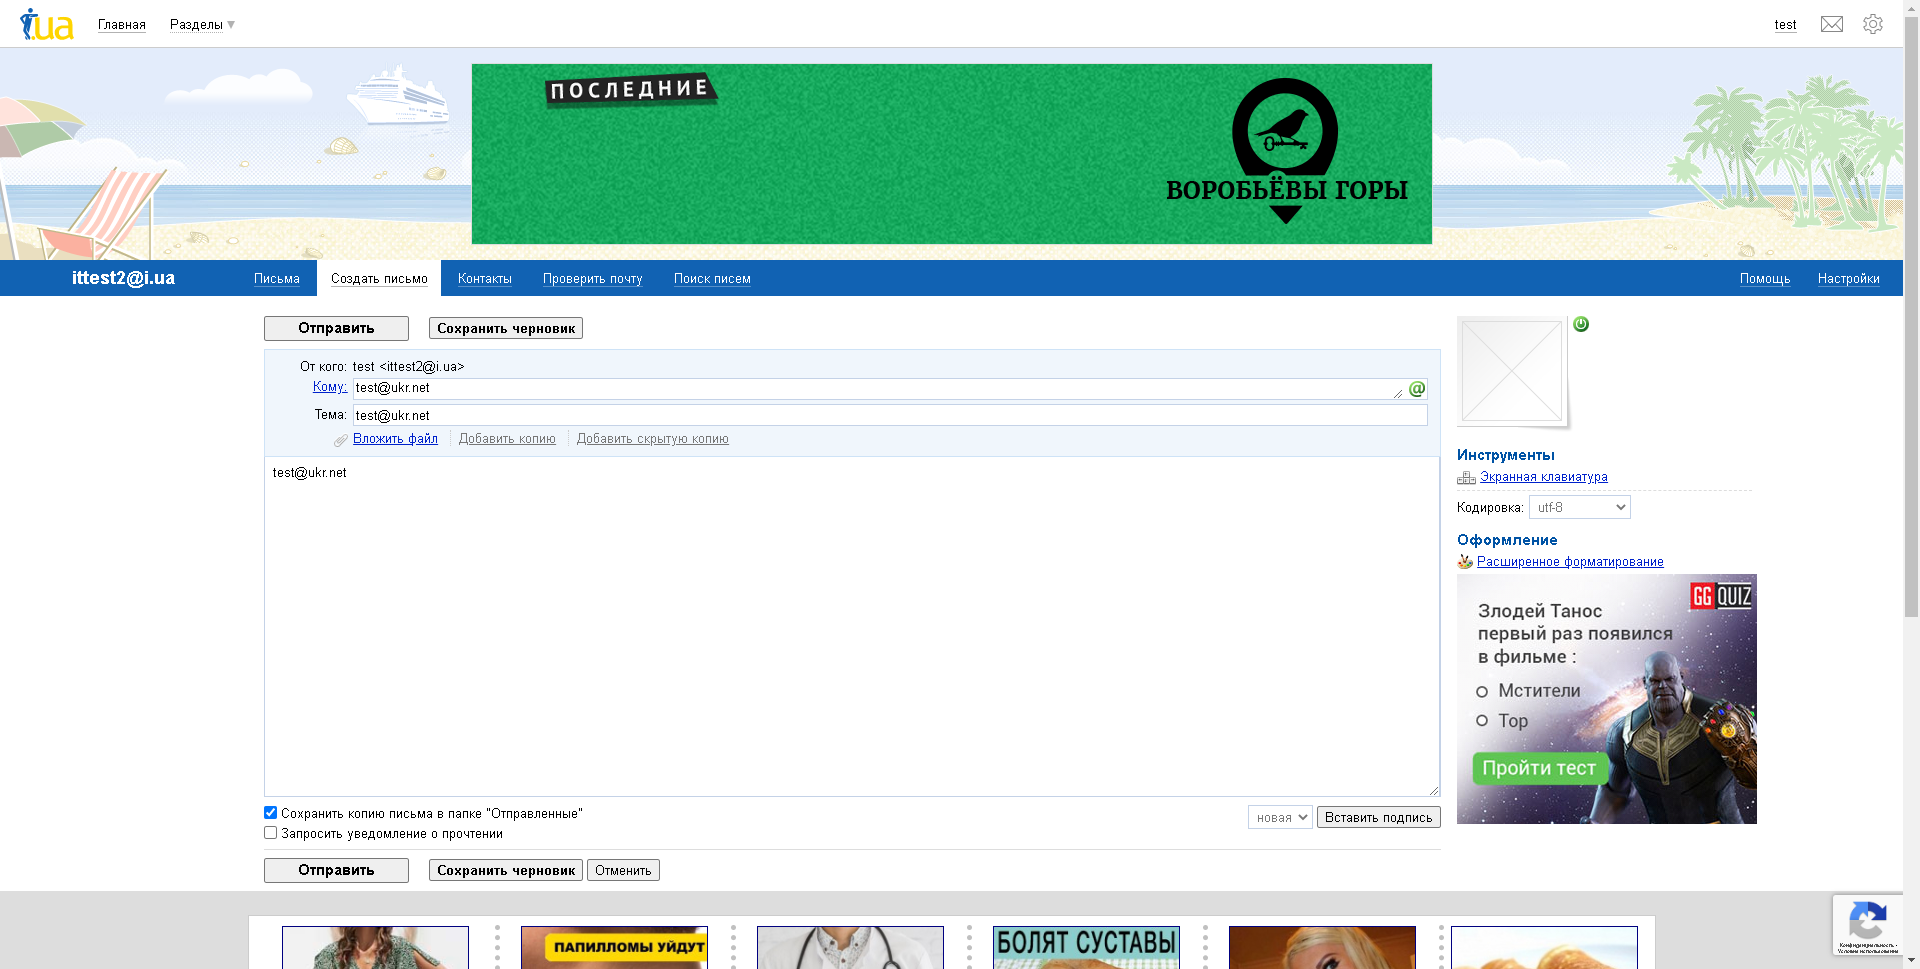 i.ua
Главная
Разделы
test
ПОСЛЕДНИЕ
ВОРОБЬЁВЫ ГОРЫ
ittest2@i.ua
Письма
Создать письмо
Контакты
Проверить почту
Поиск писем
Помощь
Настройки
Отправить
Сохранить черновик
От кого: test <ittest2@i.ua>
Кому: test@ukr.net
@
Тема: test@ukr.net
Вложить файл
Добавить копию
Добавить скрытую копию
test@ukr.net
Инструменты
Экранная клавиатура
Кодировка: utf-8
Оформление
Расширенное форматирование
GG QUIZ
Злодей Танос
первый раз появился
в фильме :
Мстители
Тор
Пройти тест
Сохранить копию письма в папке "Отправленные"
Запросить уведомление о прочтении
новая
Вставить подпись
Отправить
Сохранить черновик
Отменить
ПАПИЛЛОМЫ УЙДУТ
БОЛЯТ СУСТАВЫ
Конфиденциальность -
Условия использования